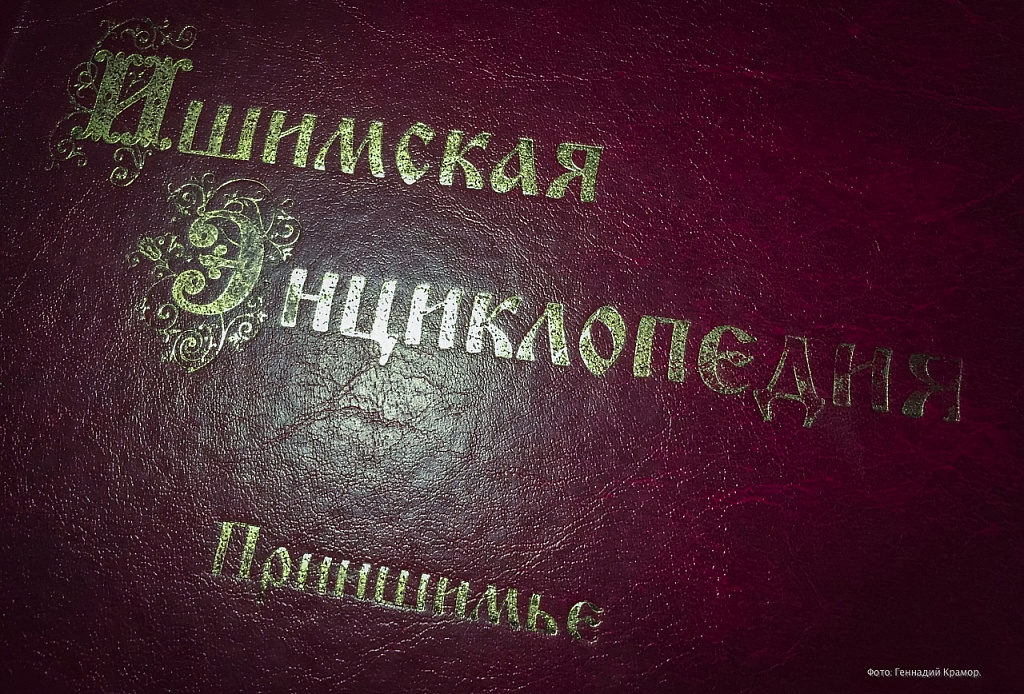 Ишимская
Энциклопедия
Приишимье
Фото: Геннадий Крамор.